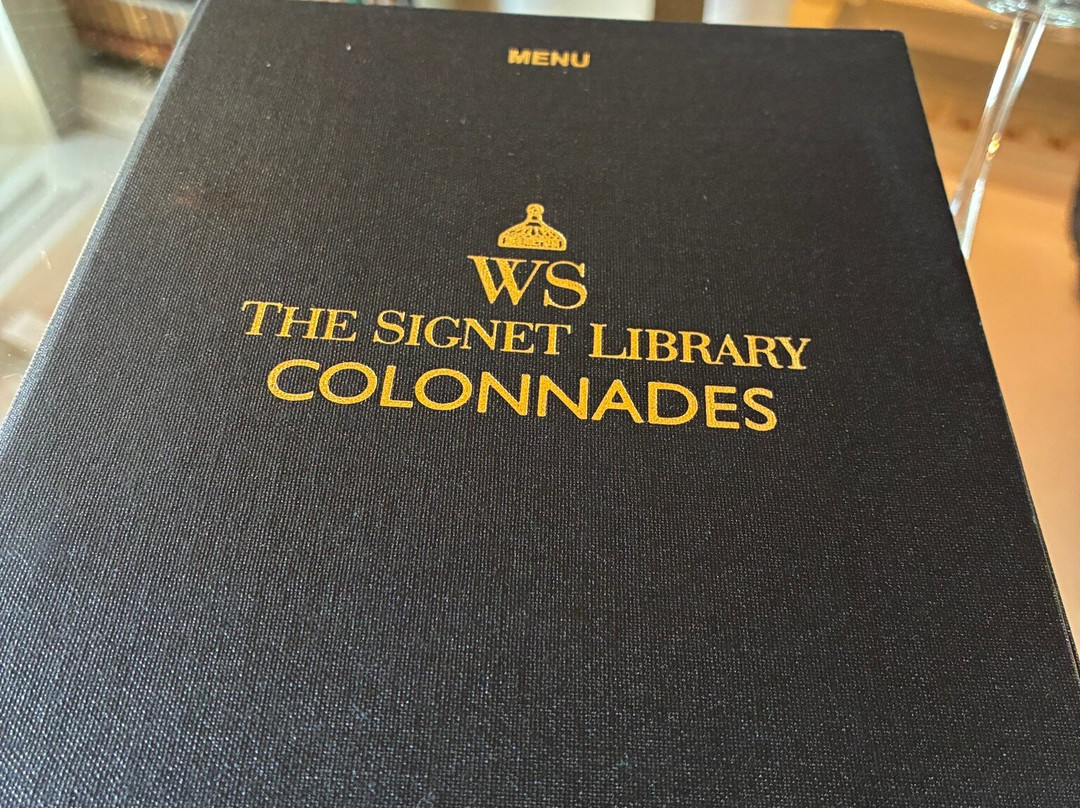 MENU
WS
THE SIGNET LIBRARY
COLONNADES